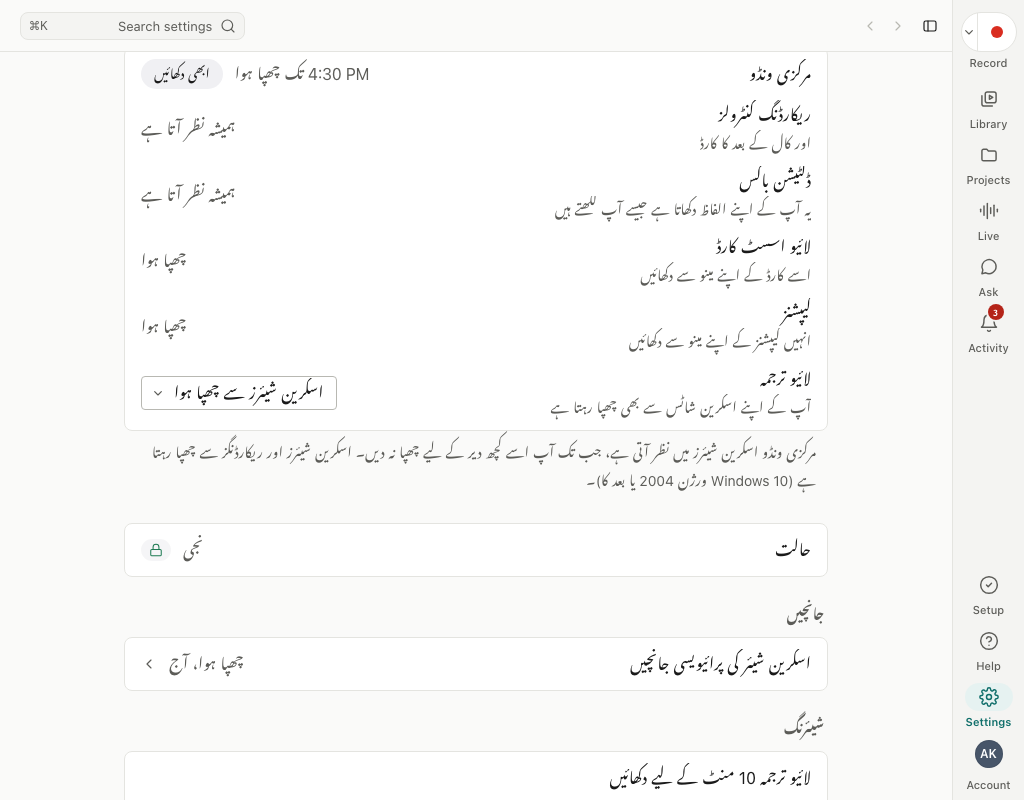 ⌘K Search settings
مرکزی ونڈو
4:30 PM تک چھپا ہوا
ابھی دکھائیں
ریکارڈنگ کنٹرولز
اور کال کے بعد کا کارڈ
ہمیشہ نظر آتا ہے
ڈکٹیشن باکس
یہ آپ کے اپنے الفاظ دکھاتا ہے جیسے آپ لکھتے ہیں
ہمیشہ نظر آتا ہے
لائیو اسسٹ کارڈ
اسے کارڈ کے اپنے مینو سے دکھائیں
چھپا ہوا
کیپشنز
انہیں کیپشنز کے اپنے مینو سے دکھائیں
چھپا ہوا
لائیو ترجمہ
آپ کے اپنے اسکرین شاٹس سے بھی چھپا رہتا ہے
اسکرین شیئرز سے چھپا ہوا
مرکزی ونڈو اسکرین شیئرز میں نظر آتی ہے، جب تک آپ اسے کچھ دیر کے لیے چھپا نہ دیں۔ اسکرین شیئرز اور ریکارڈنگز سے چھپا رہتا
ہے (Windows 10 ورژن 2004 یا بعد کا)۔
حالت
نجی
جانچیں
اسکرین شیئر کی پرائیویسی جانچیں
چھپا ہوا، آج
شیئرنگ
لائیو ترجمہ 10 منٹ کے لیے دکھائیں
Record
Library
Projects
Live
Ask
3
Activity
Setup
Help
Settings
AK
Account